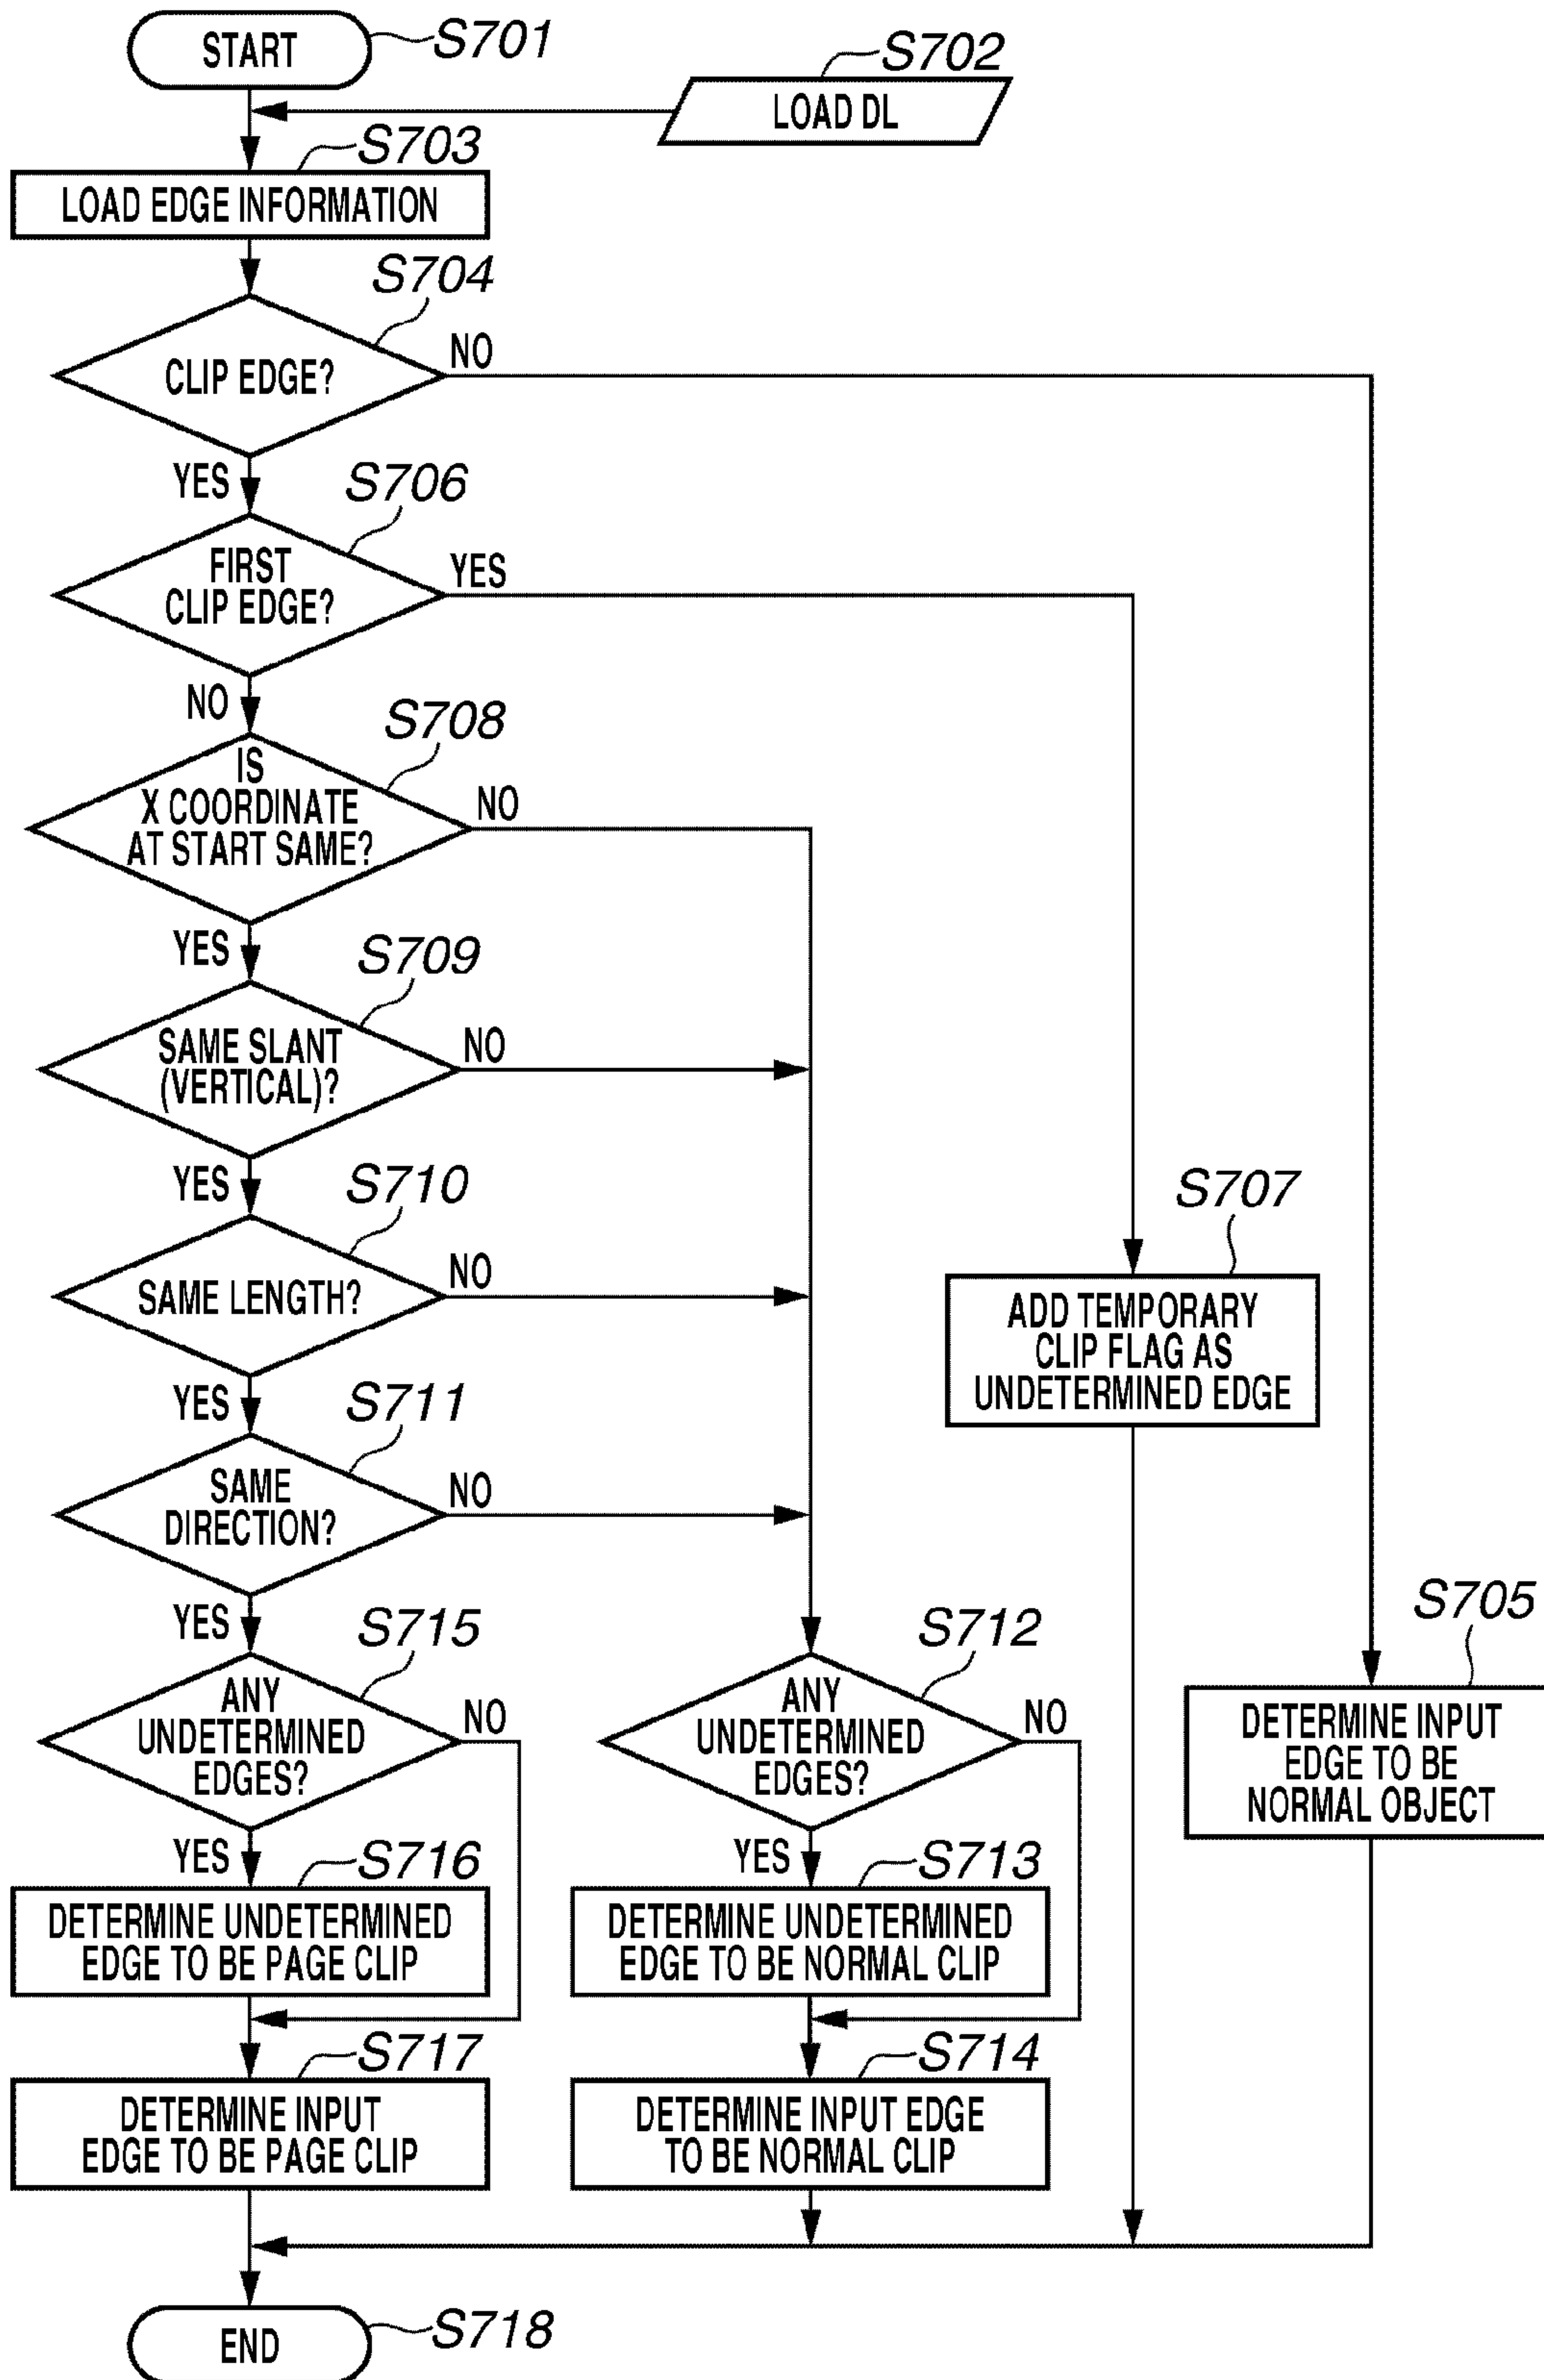 START
S701
S702
LOAD DL
S703
LOAD EDGE INFORMATION
S704
CLIP EDGE?
NO
YES
S706
FIRST
CLIP EDGE?
YES
NO
S708
IS
X COORDINATE
AT START SAME?
NO
YES
S709
SAME SLANT
(VERTICAL)?
NO
YES
S710
SAME LENGTH?
NO
S707
ADD TEMPORARY
CLIP FLAG AS
UNDETERMINED EDGE
YES
S711
SAME
DIRECTION?
NO
YES
S715
ANY
UNDETERMINED
EDGES?
NO
S712
ANY
UNDETERMINED
EDGES?
NO
S705
DETERMINE INPUT
EDGE TO BE
NORMAL OBJECT
YES
S716
DETERMINE UNDETERMINED
EDGE TO BE PAGE CLIP
YES
S713
DETERMINE UNDETERMINED
EDGE TO BE NORMAL CLIP
S717
DETERMINE INPUT
EDGE TO BE PAGE CLIP
S714
DETERMINE INPUT EDGE
TO BE NORMAL CLIP
END
S718